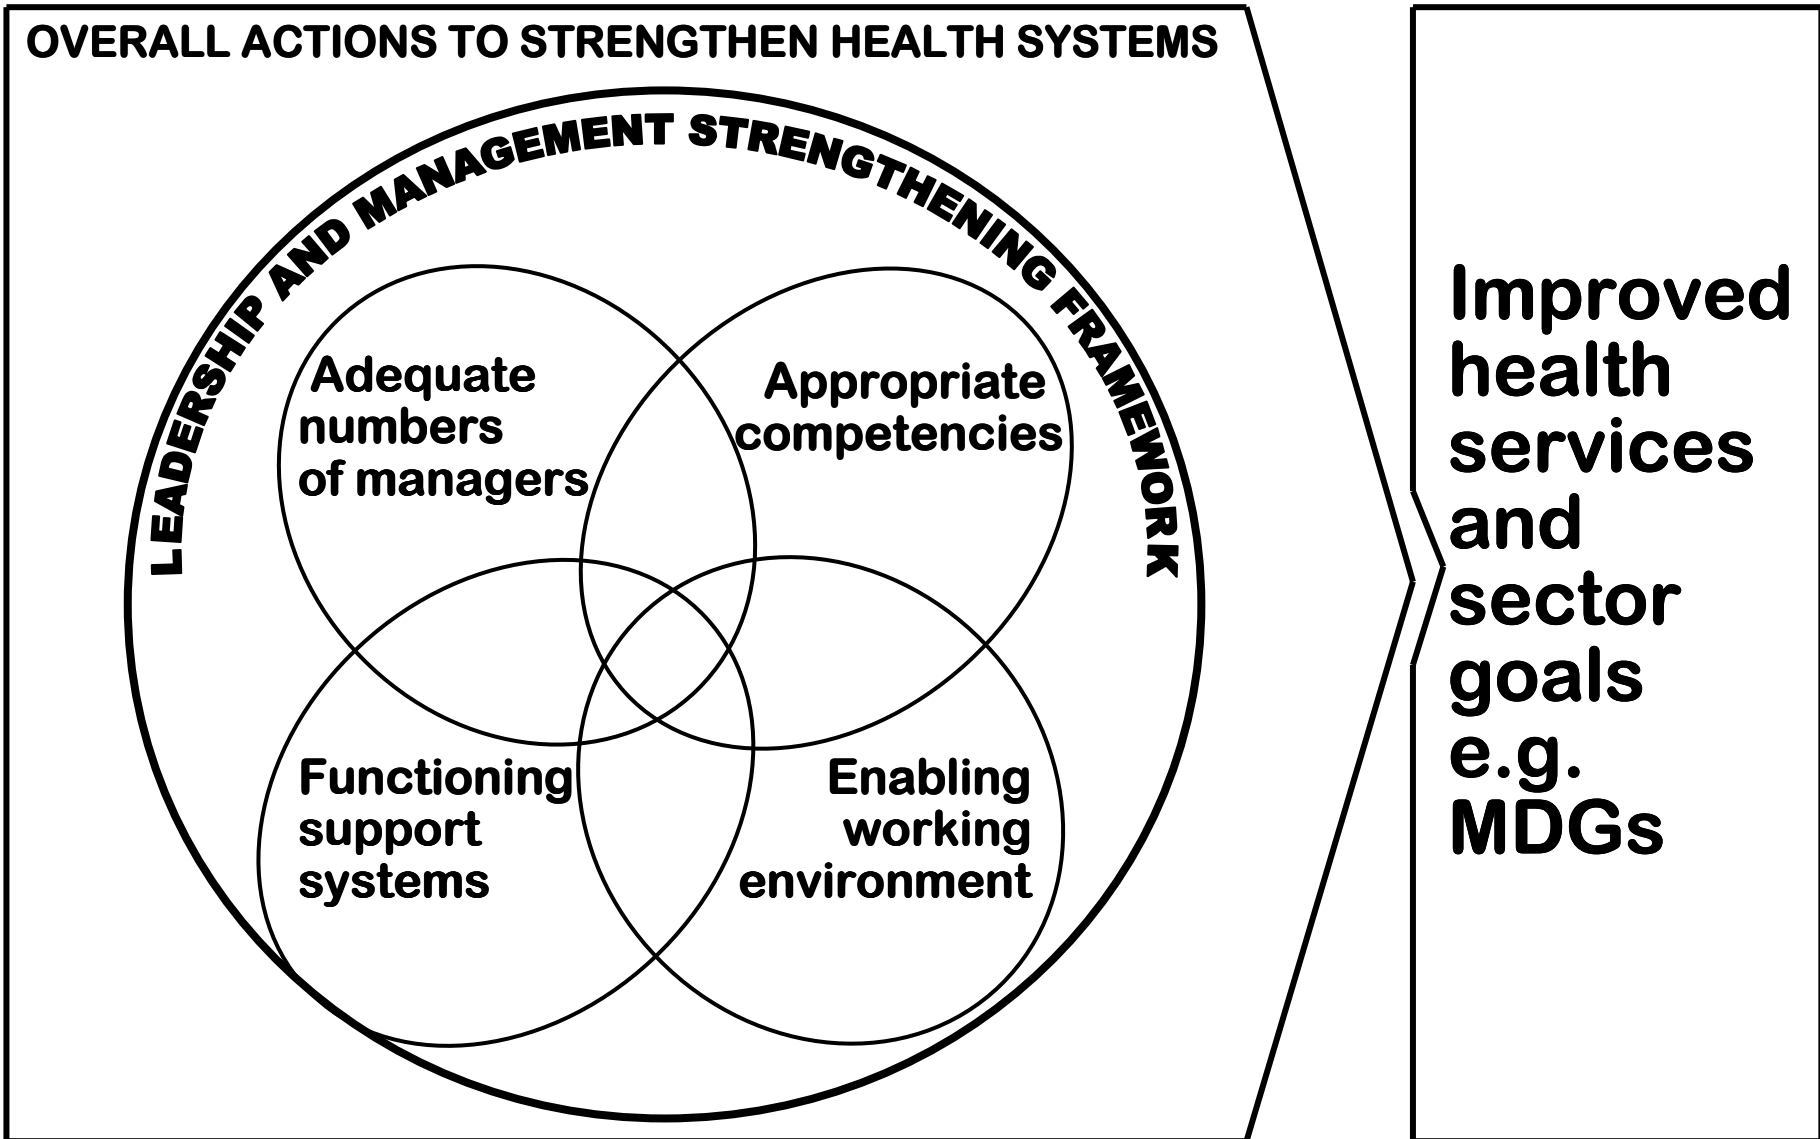 OVERALL ACTIONS TO STRENGTHEN HEALTH SYSTEMS
LEADERSHIP AND MANAGEMENT STRENGTHENING FRAMEWORK
Adequate
numbers
of managers
Appropriate
competencies
Functioning
support
systems
Enabling
working
environment
Improved
health
services
and
sector
goals
e.g.
MDGs